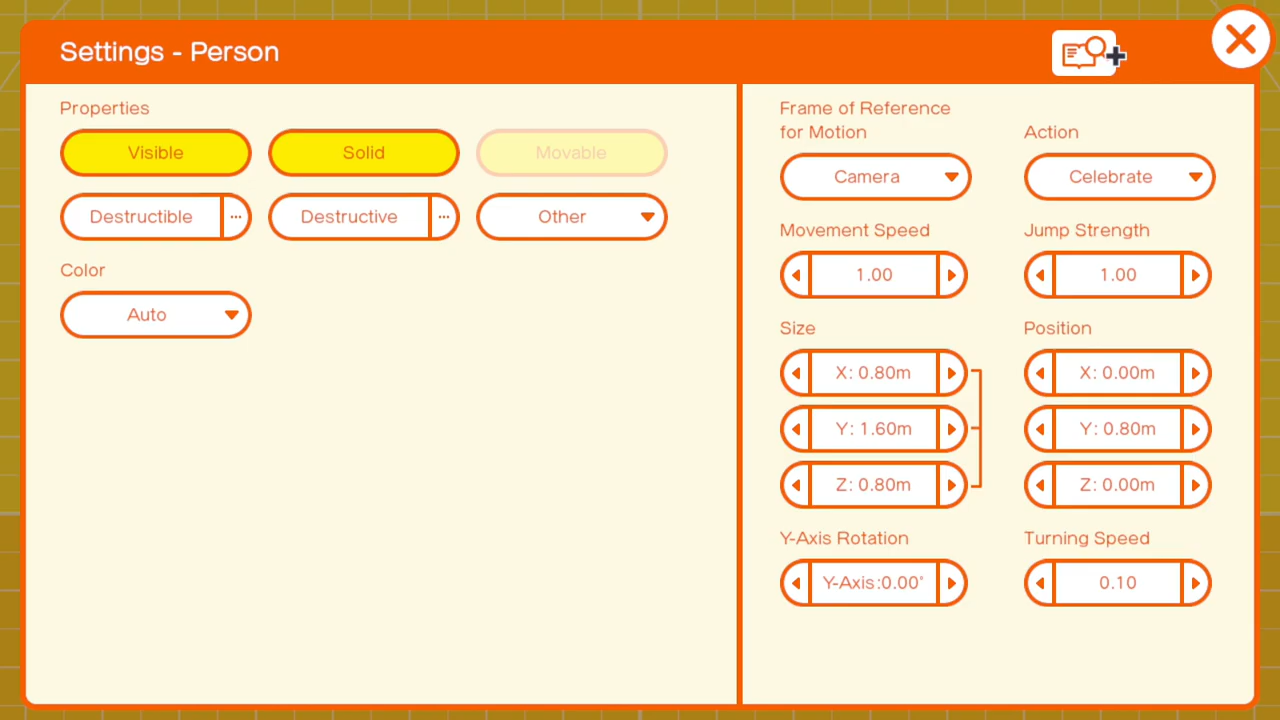 Settings - Person
Properties
Visible
Solid
Movable
Destructible
...
Destructive
...
Other
Color
Auto
Frame of Reference
for Motion
Camera
Action
Celebrate
Movement Speed
1.00
Jump Strength
1.00
Size
X: 0.80m
Y: 1.60m
Z: 0.80m
Position
X: 0.00m
Y: 0.80m
Z: 0.00m
Y-Axis Rotation
Y-Axis:0.00°
Turning Speed
0.10